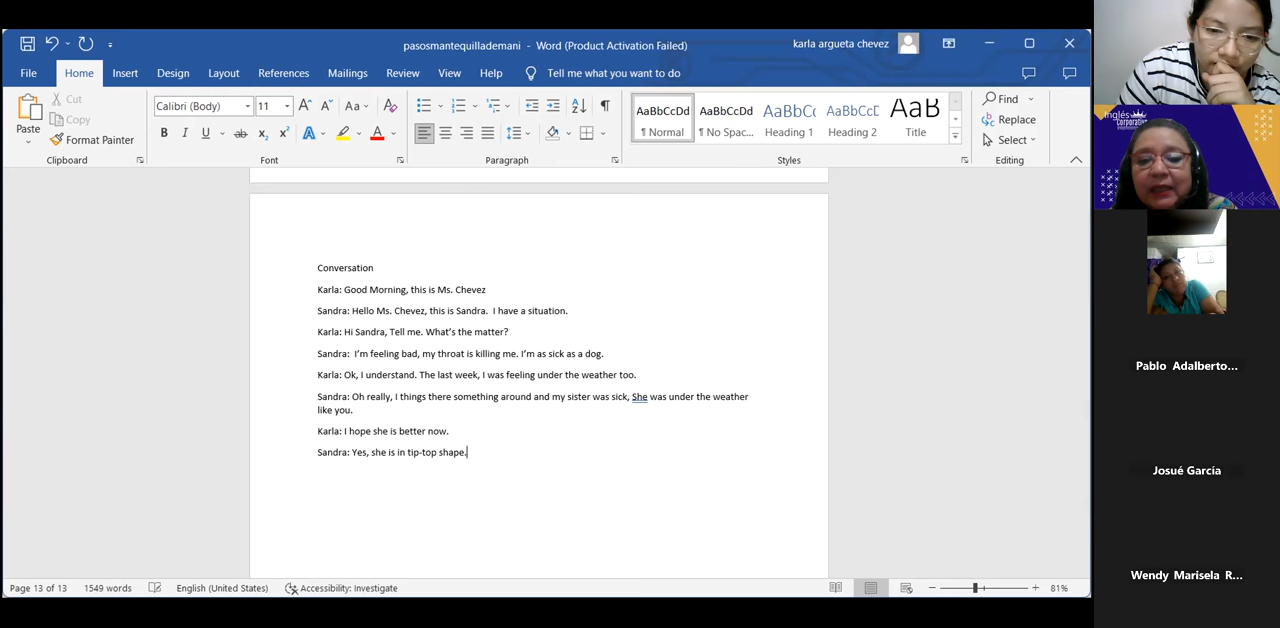 pasosmantequillademani - Word (Product Activation Failed)
karla argueta chevez
File Home Insert Design Layout References Mailings Review View Help Tell me what you want to do
Paste
Cut
Copy
Format Painter
Clipboard
Calibri (Body) 11
Font
Paragraph
AaBbCcDd AaBbCcDd AaBbCc AaBbCcD AaB
¶ Normal ¶ No Spac... Heading 1 Heading 2 Title
Styles
Find
Replace
Select
Editing
Conversation
Karla: Good Morning, this is Ms. Chevez
Sandra: Hello Ms. Chevez, this is Sandra. I have a situation.
Karla: Hi Sandra, Tell me. What's the matter?
Sandra: I'm feeling bad, my throat is killing me. I'm as sick as a dog.
Karla: Ok, I understand. The last week, I was feeling under the weather too.
Sandra: Oh really, I things there something around and my sister was sick, She was under the weather
like you.
Karla: I hope she is better now.
Sandra: Yes, she is in tip-top shape.
Page 13 of 13 1549 words English (United States) Accessibility: Investigate 81%
Inglés
Corporativo
Pablo Adalberto...
Josué García
Wendy Marisela R...